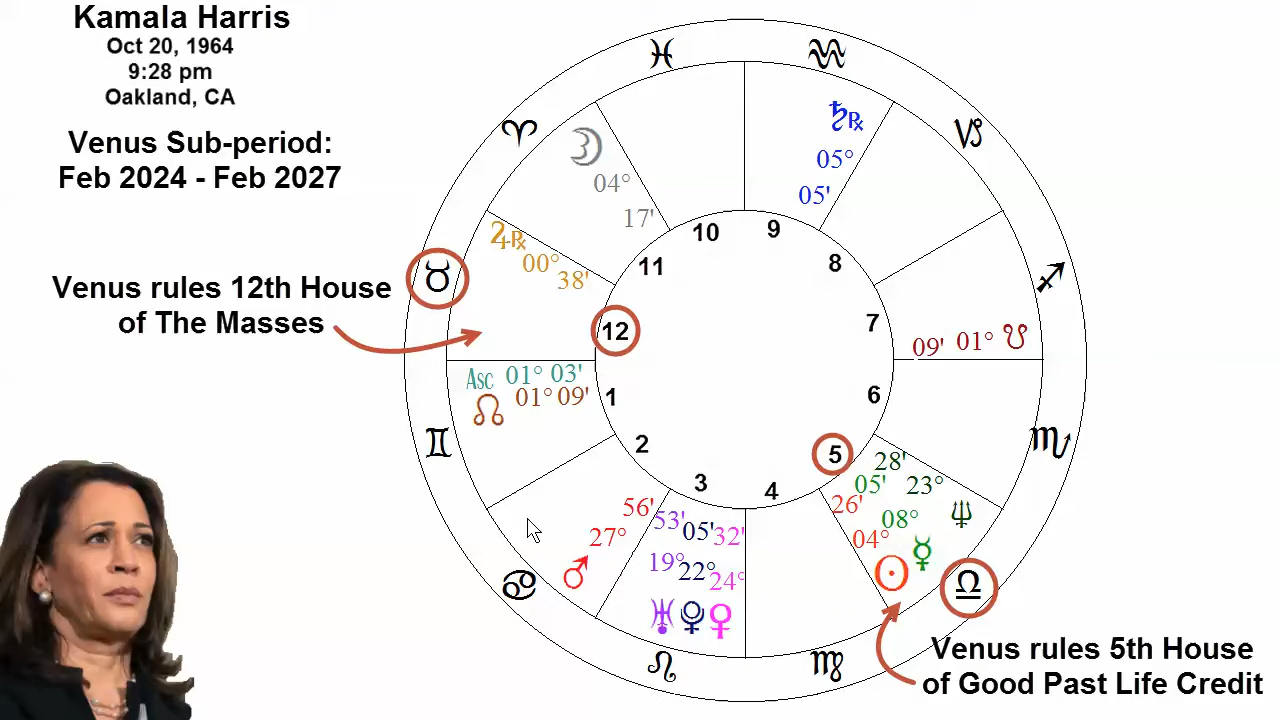 Kamala Harris
Oct 20, 1964
9:28 pm
Oakland, CA
Venus Sub-period:
Feb 2024 - Feb 2027
Venus rules 12th House
of The Masses
♓
♒
♈
♑
☽
04°
17'
♄℞
05°
05'
10
9
11
8
♃℞
00°
38'
♉
♐
12
7
09' 01° ☋
Asc 01° 03'
☊ 01° 09'
1
6
♊
♏
2
5
3
4
56'
27°
♂
♋
53' 05' 32'
19° 22° 24°
♅ ♇ ♀
♌
♍
26'
04°
☉
05'
08°
☿
28'
23°
♆
♎
Venus rules 5th House
of Good Past Life Credit